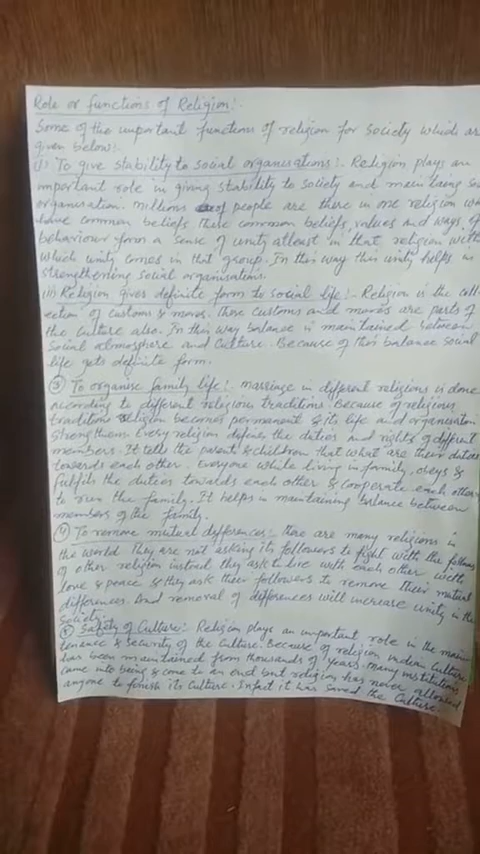 Role or functions of Religion:-
Some of the important functions of religion for society which are
given below:-
(i) To give stability to social organisations:- Religion plays an
important role in giving stability to society and maintaing so
organisation. millions of people are there in one religion wh
have common beliefs These common beliefs, values and ways of
behaviour form a sense of unity atleast in that religion with
which unity comes in that group. In this way this unity helps in
strengthening social organisations.
(ii) Religion gives definite form to social life:- Religion is the coll-
ection of customs & mores. These customs and mores are parts of
the culture also. In this way balance is maintained between
social atmosphere and culture. Because of this balance social
life gets definite form.
(3) To organise family life:- marriage in different religions is done
according to different religious traditions. Because of religious
traditions religion becomes permanent & its life and organisation
strengthens. Every religion defines the duties and rights of different
members. It tells the parents & children that what are their duties
towards each other. Everyone while living in family, obeys &
fulfils the duties towards each other & cooperate each other
to run the family. It helps in maintaining balance between
members of the family.
(4) To remove mutual differences:- there are many religions in
the world They are not asking its followers to fight with the follows
of other religion instead they ask to live with each other with
love & peace & they ask their followers to remove their mutual
differences. And removal of differences will increase unity in the
society.
(5) Safety of Culture:- Religion plays an important role in the main
tenance & security of the culture. Because of religion indian Culture
has been maintained from thousands of years. many institutions
came into being & come to an end but religion has never allowed
anyone to finish its culture. Infact it has saved the culture